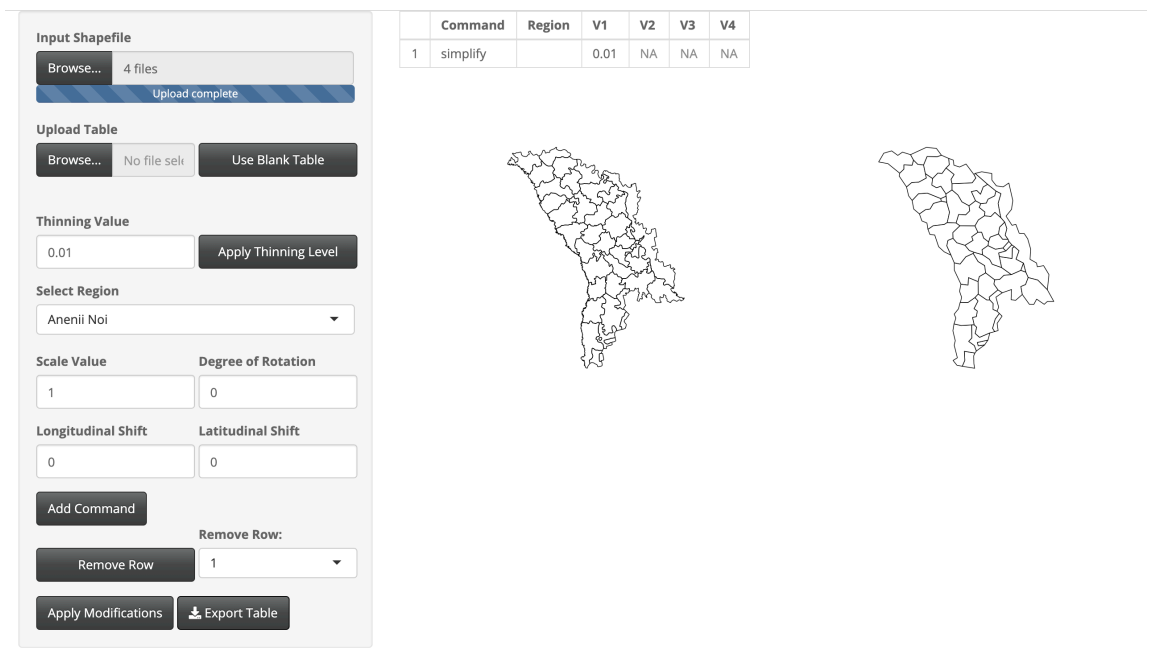 Input Shapefile
Browse... 4 files
Upload complete
Upload Table
Browse... No file sele Use Blank Table
Thinning Value
0.01 Apply Thinning Level
Select Region
Anenii Noi
Scale Value Degree of Rotation
1 0
Longitudinal Shift Latitudinal Shift
0 0
Add Command
Remove Row:
Remove Row 1
Apply Modifications Export Table
Command Region V1 V2 V3 V4
1 simplify 0.01 NA NA NA